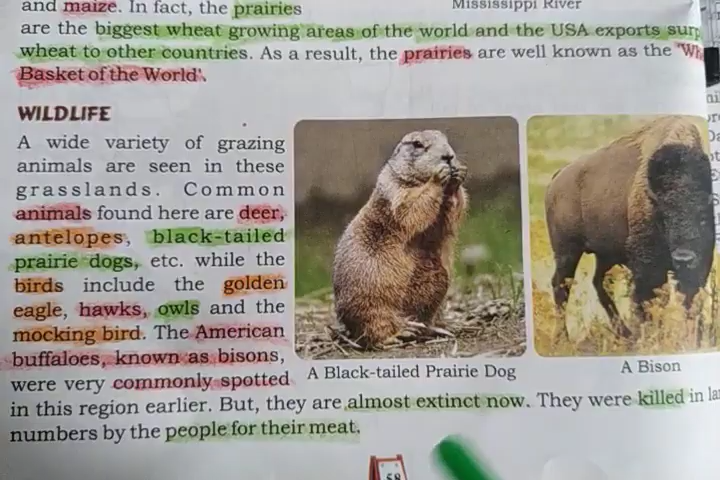 and maize. In fact, the prairies
Mississippi River
are the biggest wheat growing areas of the world and the USA exports
wheat to other countries. As a result, the prairies are well known as the
Basket of the World'.
WILDLIFE
A wide variety of grazing
animals are seen in these
grasslands. Common
animals found here are deer,
antelopes, black-tailed
prairie dogs, etc. while the
birds include the golden
eagle, hawks, owls and the
mocking bird. The American
buffaloes, known as bisons,
were very commonly spotted
in this region earlier. But, they are almost extinct now. They were killed in
numbers by the people for their meat.
A Black-tailed Prairie Dog
A Bison
58